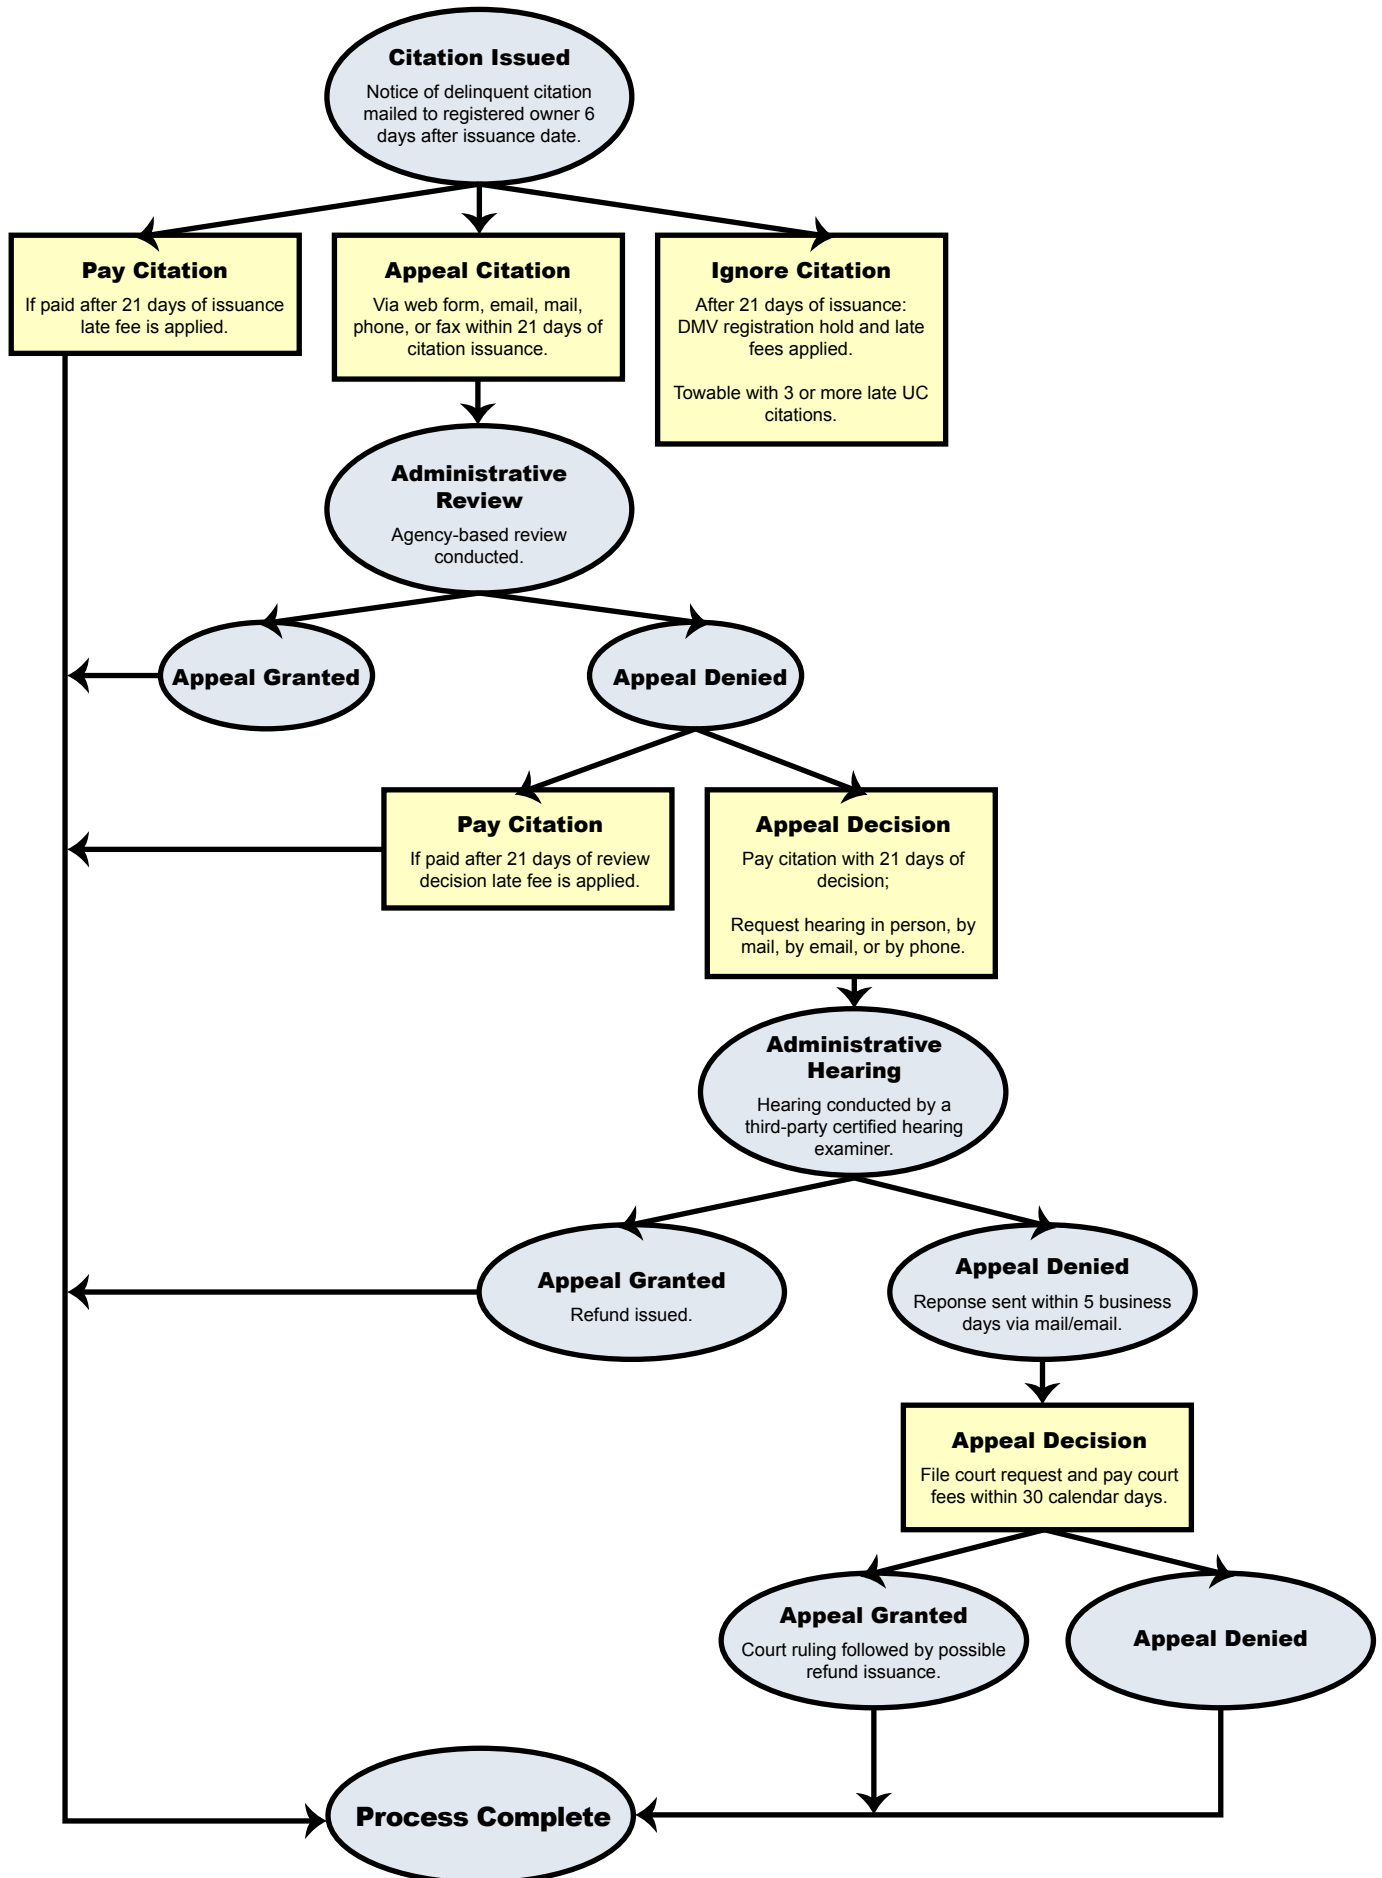 Citation Issued
Notice of delinquent citation
mailed to registered owner 6
days after issuance date.
Pay Citation
If paid after 21 days of issuance
late fee is applied.
Appeal Citation
Via web form, email, mail,
phone, or fax within 21 days of
citation issuance.
Ignore Citation
After 21 days of issuance:
DMV registration hold and late
fees applied.
Towable with 3 or more late UC
citations.
Administrative
Review
Agency-based review
conducted.
Appeal Granted
Appeal Denied
Pay Citation
If paid after 21 days of review
decision late fee is applied.
Appeal Decision
Pay citation with 21 days of
decision;
Request hearing in person, by
mail, by email, or by phone.
Administrative
Hearing
Hearing conducted by a
third-party certified hearing
examiner.
Appeal Granted
Refund issued.
Appeal Denied
Reponse sent within 5 business
days via mail/email.
Appeal Decision
File court request and pay court
fees within 30 calendar days.
Appeal Granted
Court ruling followed by possible
refund issuance.
Appeal Denied
Process Complete